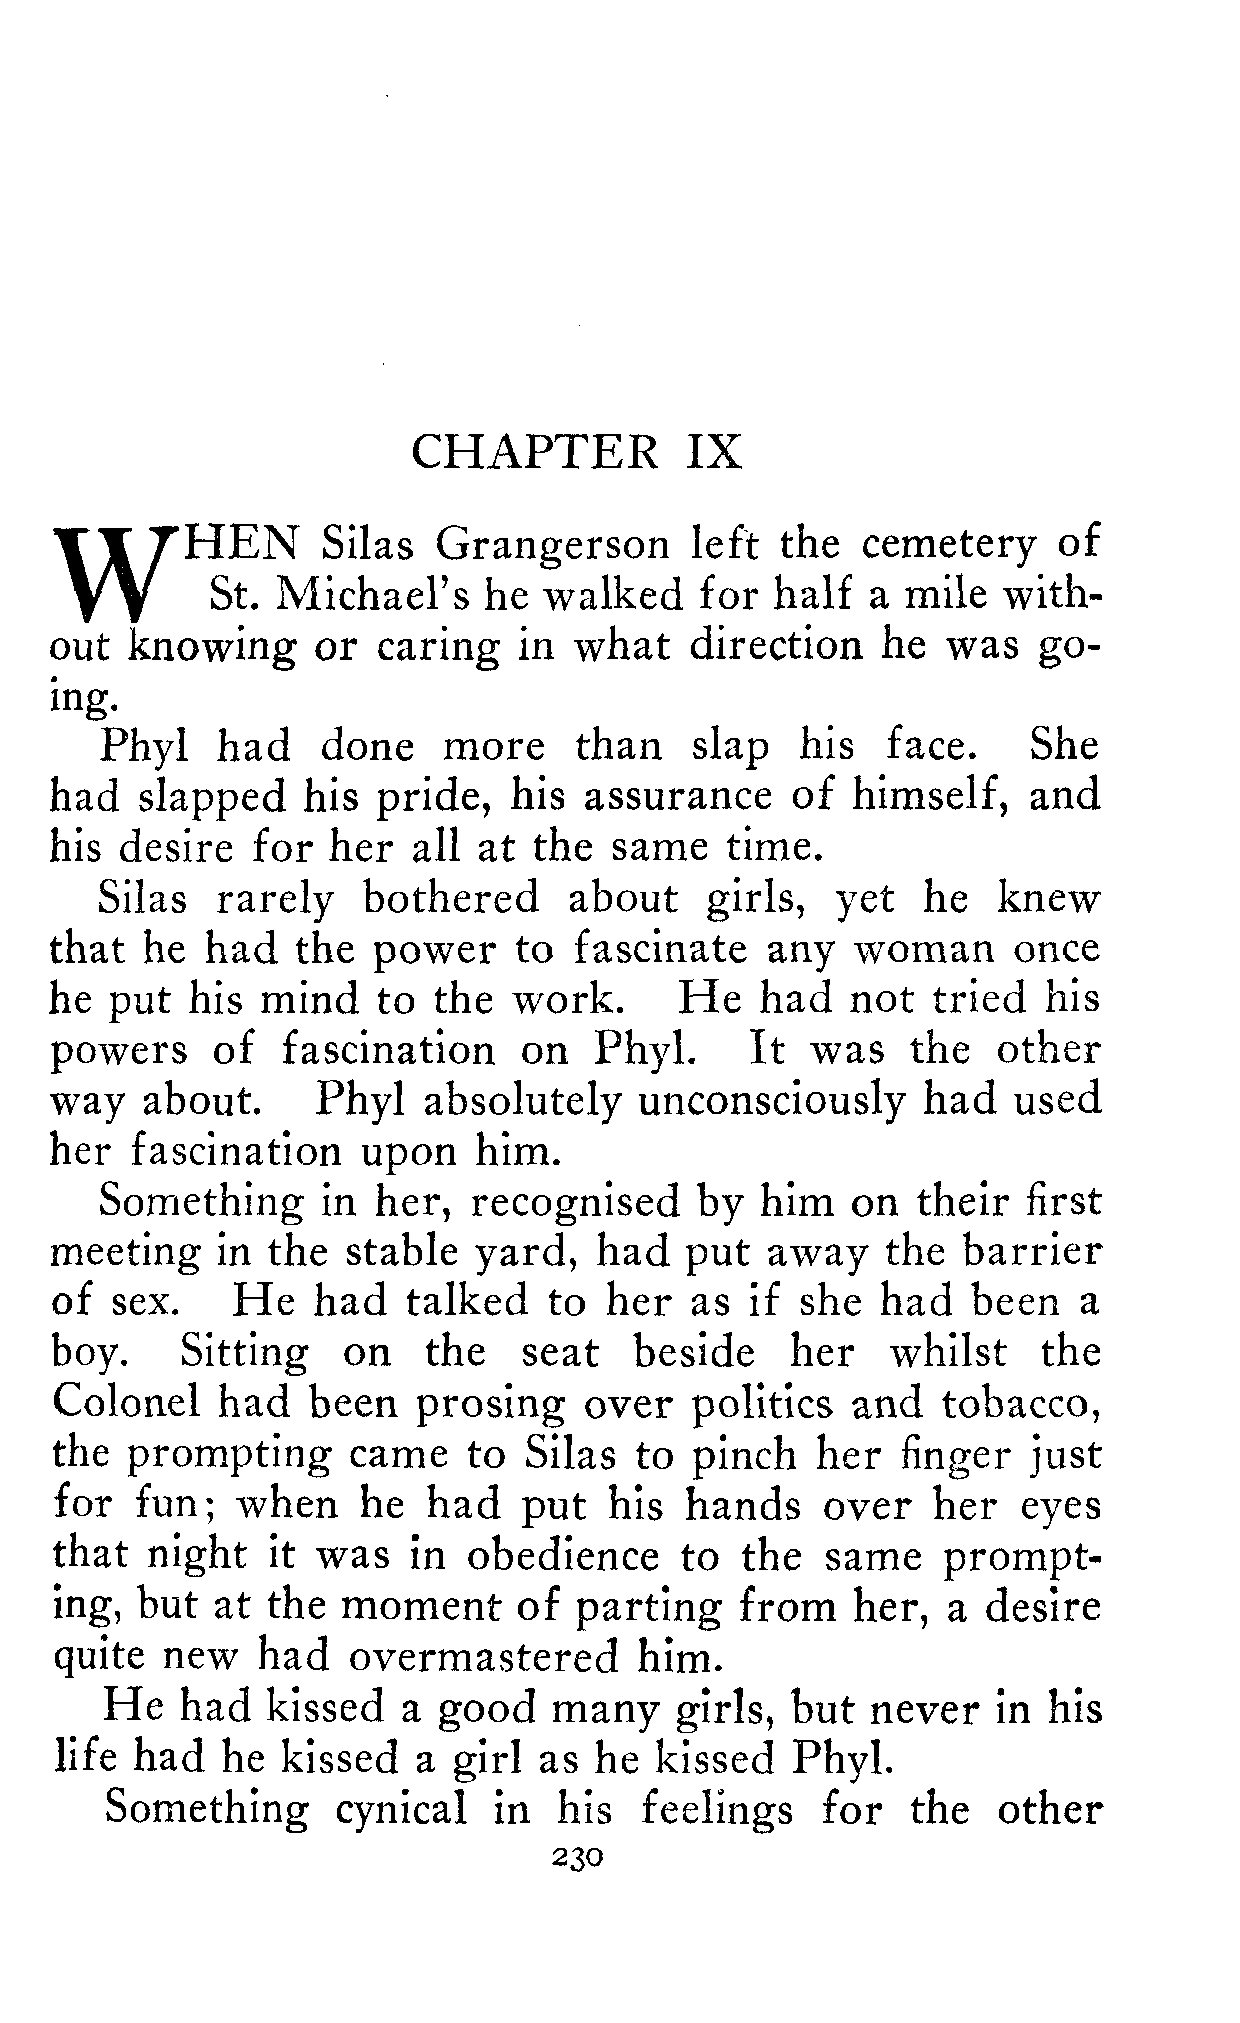 CHAPTER IX
WHEN Silas Grangerson left the cemetery of
St. Michael's he walked for half a mile with-
out knowing or caring in what direction he was go-
ing.
Phyl had done more than slap his face. She
had slapped his pride, his assurance of himself, and
his desire for her all at the same time.
Silas rarely bothered about girls, yet he knew
that he had the power to fascinate any woman once
he put his mind to the work. He had not tried his
powers of fascination on Phyl. It was the other
way about. Phyl absolutely unconsciously had used
her fascination upon him.
Something in her, recognised by him on their first
meeting in the stable yard, had put away the barrier
of sex. He had talked to her as if she had been a
boy. Sitting on the seat beside her whilst the
Colonel had been prosing over politics and tobacco,
the prompting came to Silas to pinch her finger just
for fun; when he had put his hands over her eyes
that night it was in obedience to the same prompt-
ing, but at the moment of parting from her, a desire
quite new had overmastered him.
He had kissed a good many girls, but never in his
life had he kissed a girl as he kissed Phyl.
Something cynical in his feelings for the other
230